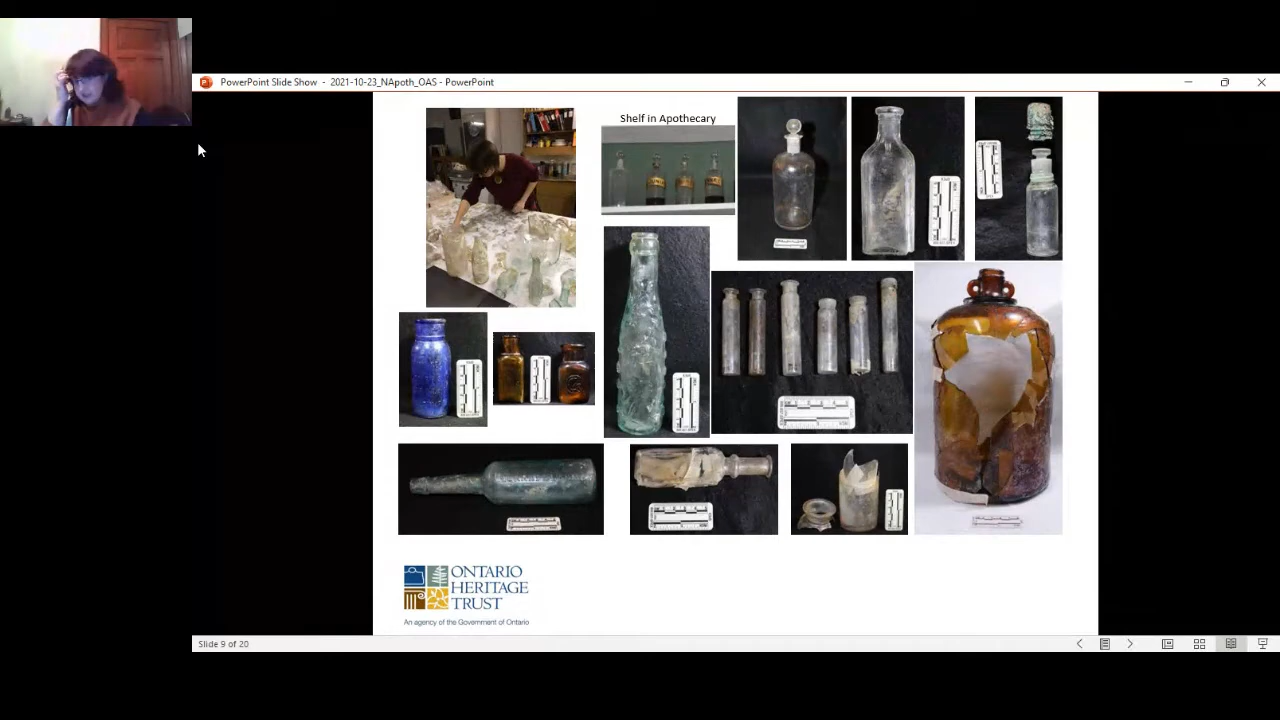 PowerPoint Slide Show - 2021-10-23_NApoth_OAS - PowerPoint
Shelf in Apothecary
ONTARIO
HERITAGE
TRUST
An agency of the Government of Ontario
Slide 9 of 20